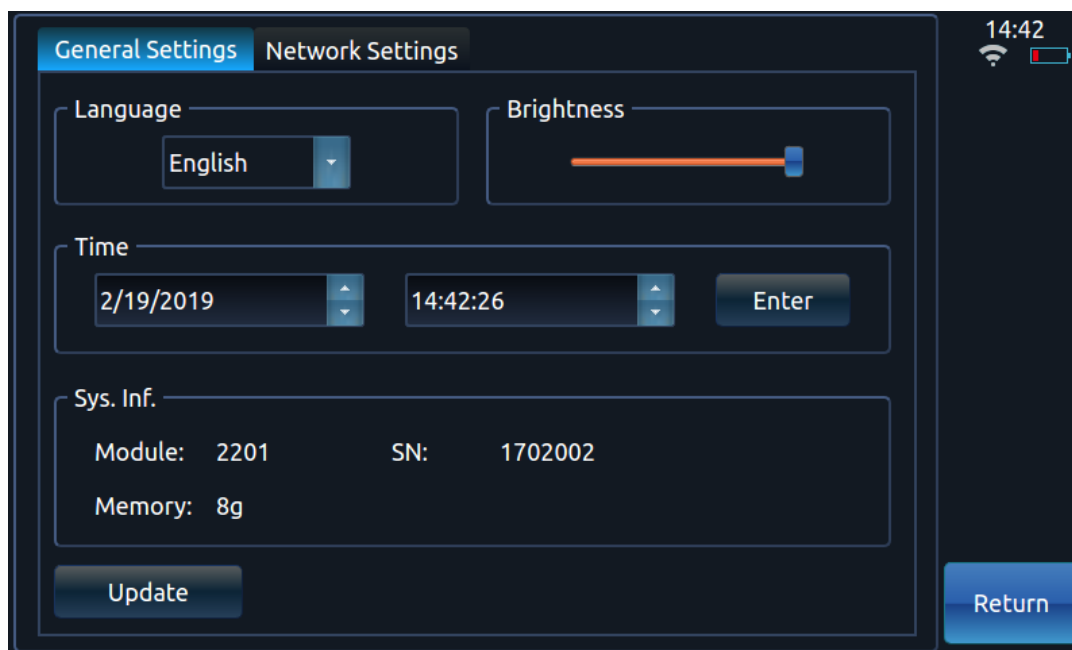 General Settings Network Settings
14:42
Language
Brightness
English
Time
2/19/2019 14:42:26 Enter
Sys. Inf.
Module: 2201 SN: 1702002
Memory: 8g
Update
Return